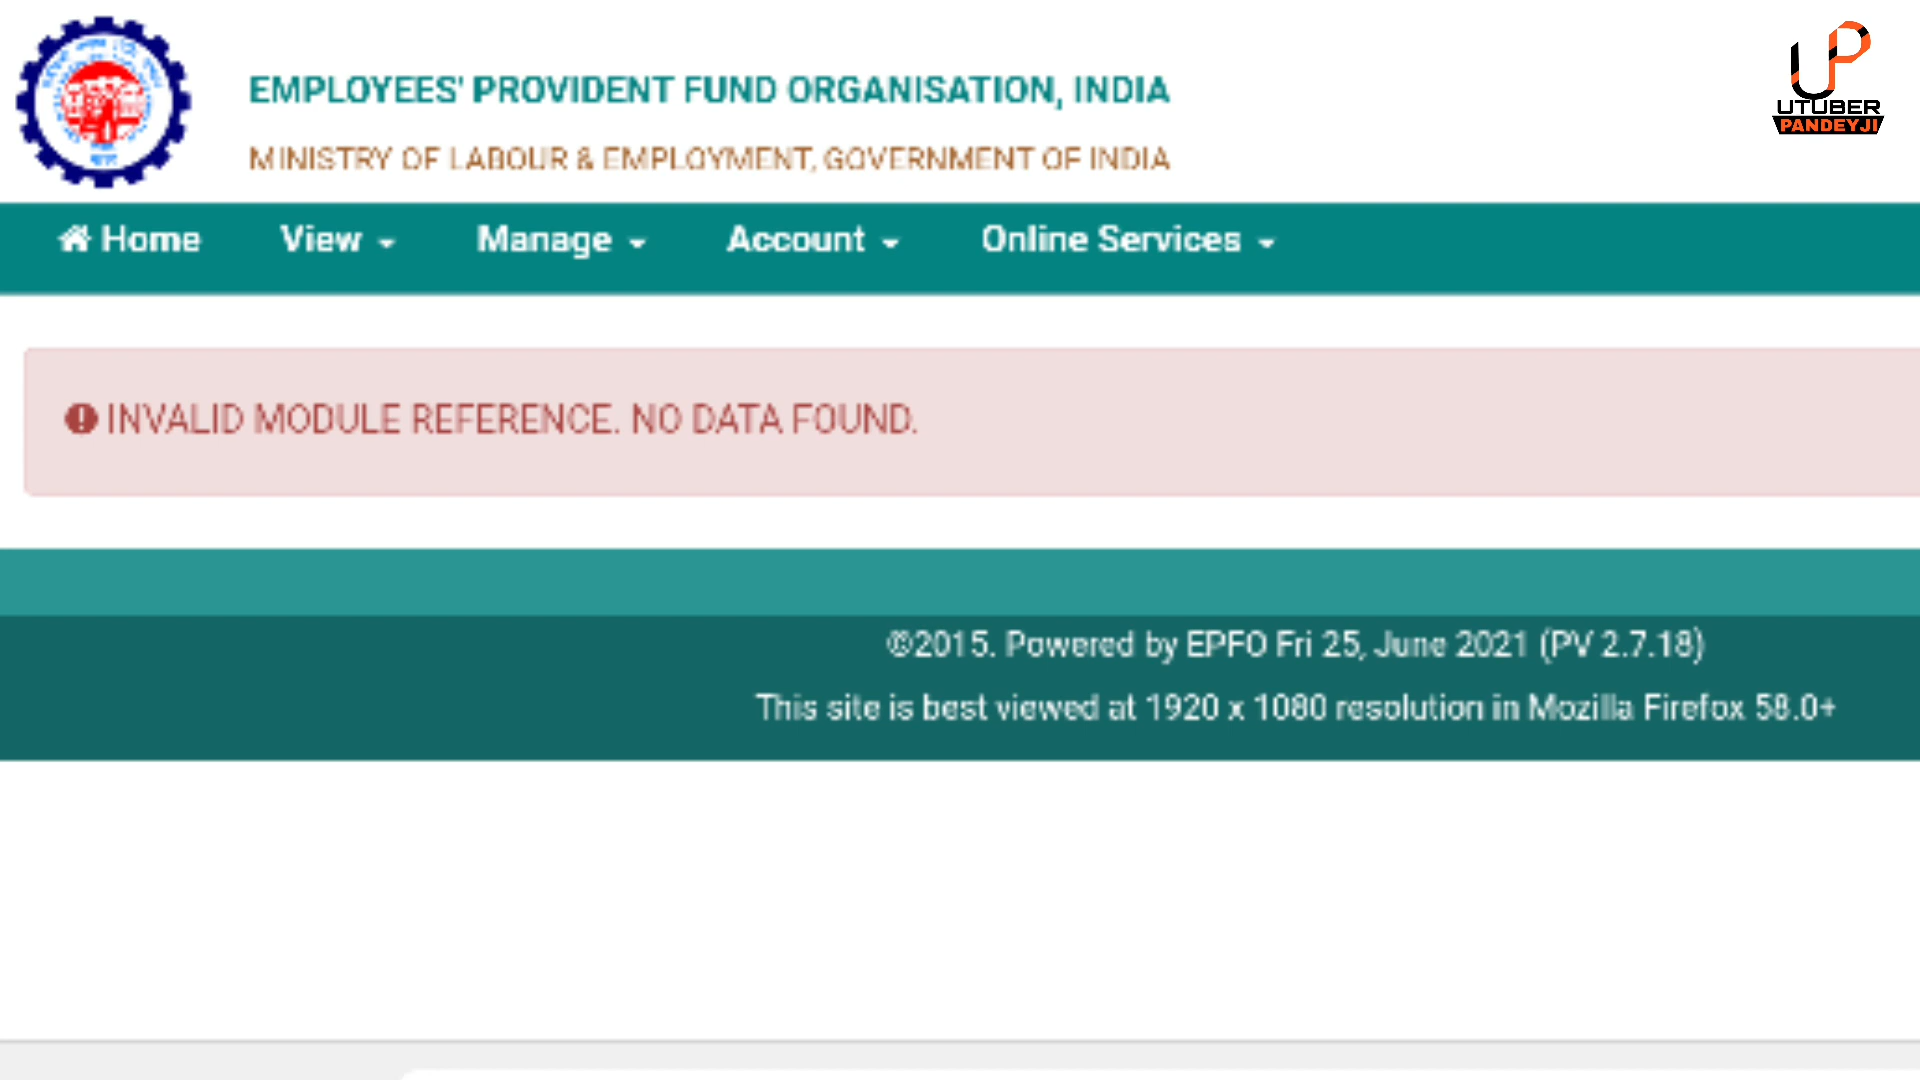 EMPLOYEES' PROVIDENT FUND ORGANISATION, INDIA
MINISTRY OF LABOUR & EMPLOYMENT, GOVERNMENT OF INDIA
UP
UTUBER
PANDEYJI
Home View Manage Account Online Services
INVALID MODULE REFERENCE. NO DATA FOUND.
©2015. Powered by EPFO Fri 25, June 2021 (PV 2.7.18)
This site is best viewed at 1920 x 1080 resolution in Mozilla Firefox 58.0+